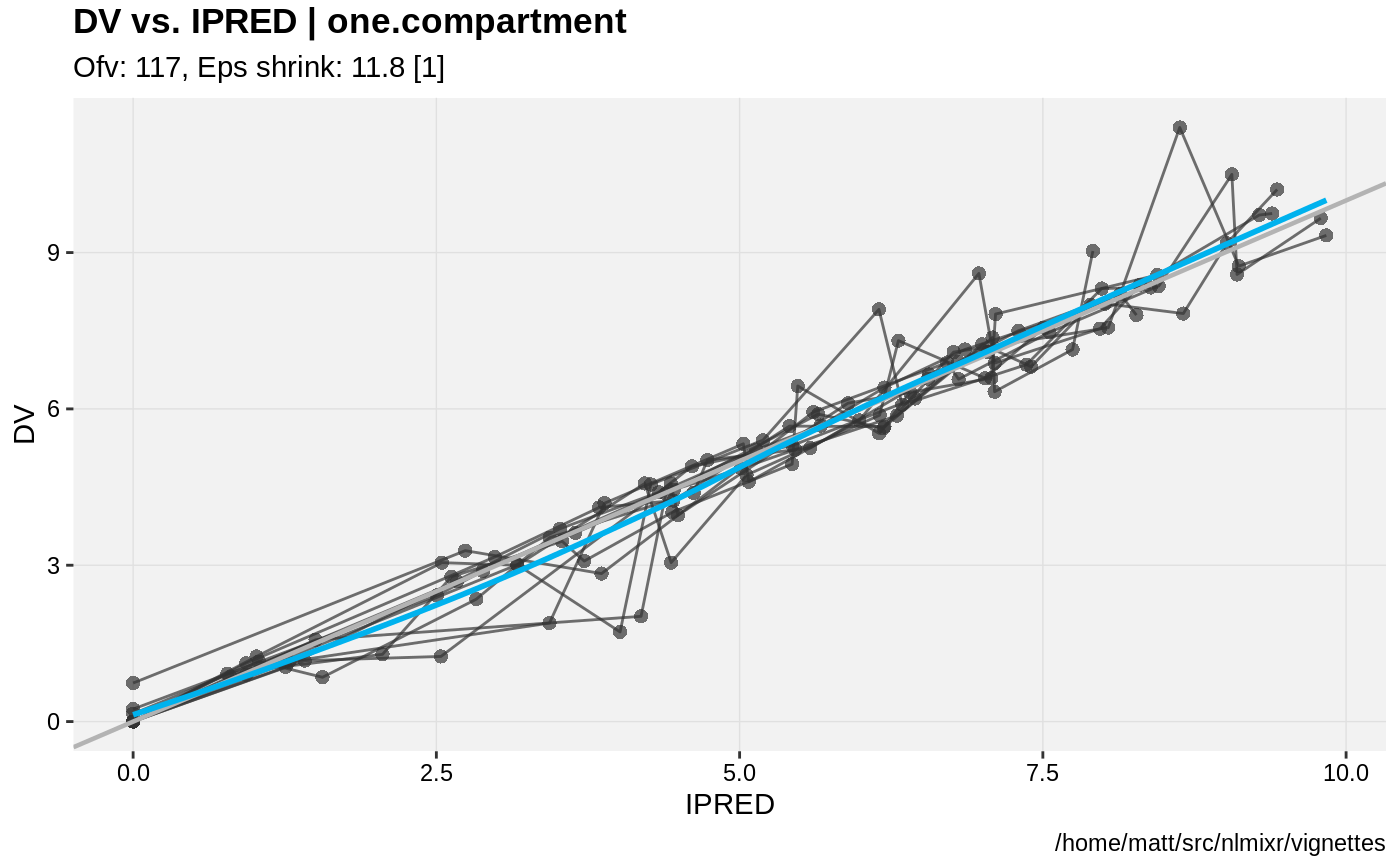 DV vs. IPRED | one.compartment
Ofv: 117, Eps shrink: 11.8 [1]
9
6
3
0
DV
0.0 2.5 5.0 7.5 10.0
IPRED
/home/matt/src/nlmixr/vignettes